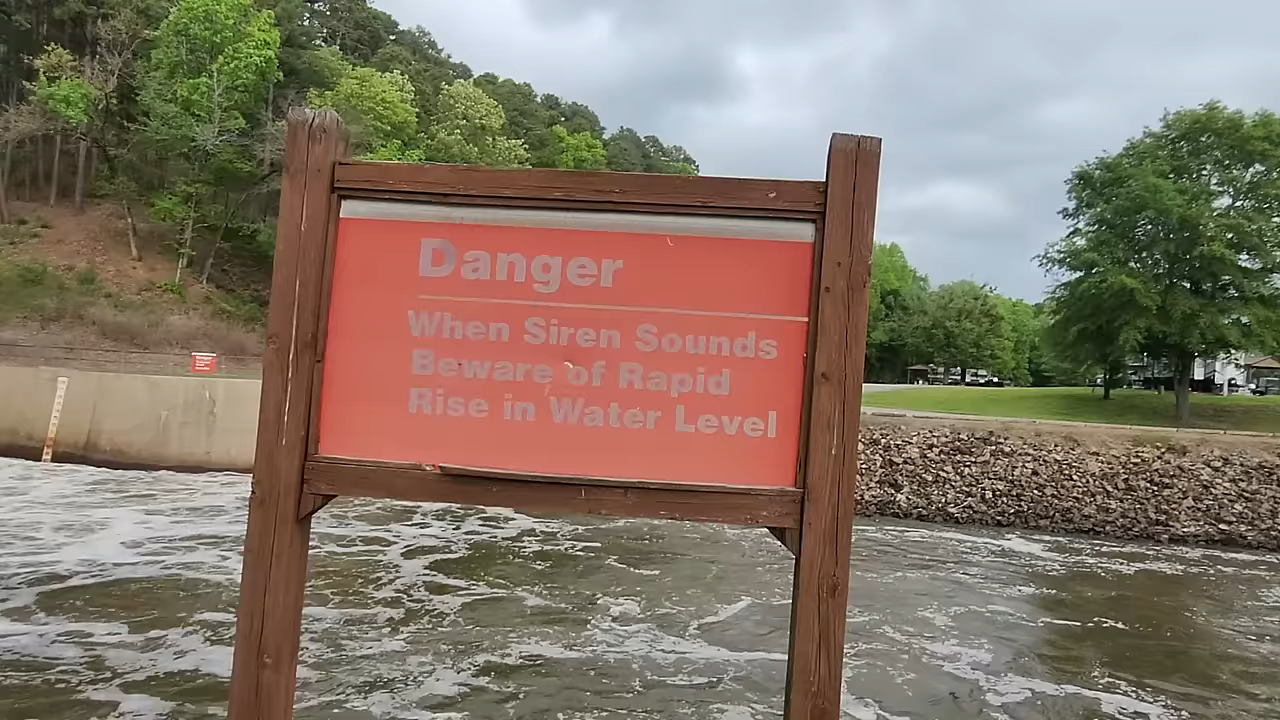 Danger
When Siren Sounds
Beware of Rapid
Rise in Water Level